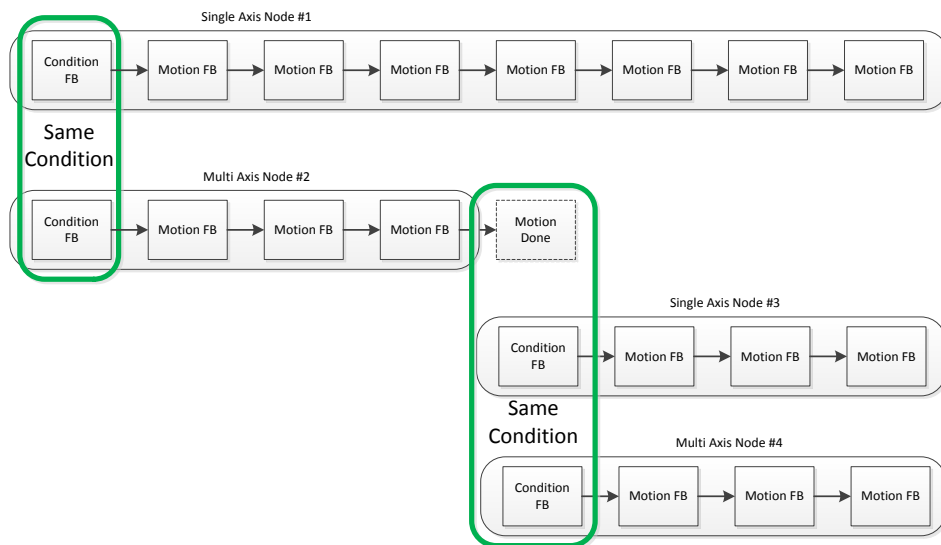 Single Axis Node #1
Condition
FB
Motion FB
Motion FB
Motion FB
Motion FB
Motion FB
Motion FB
Motion FB
Same
Condition
Multi Axis Node #2
Condition
FB
Motion FB
Motion FB
Motion FB
Motion
Done
Single Axis Node #3
Condition
FB
Motion FB
Motion FB
Motion FB
Same
Condition
Multi Axis Node #4
Condition
FB
Motion FB
Motion FB
Motion FB